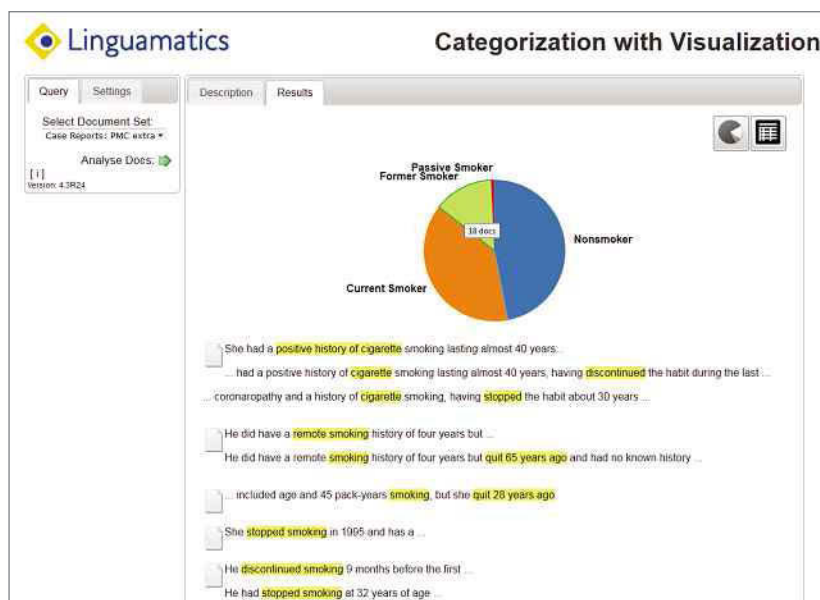 Linguamatics
Categorization with Visualization
Query Settings
Description Results
Select Document Set:
Case Reports: PMC extra
Analyse Docs:
[ i ]
Version: 4.3R24
Passive Smoker
Former Smoker
docs
Nonsmoker
Current Smoker
She had a positive history of cigarette smoking lasting almost 40 years...
... had a positive history of cigarette smoking lasting almost 40 years, having discontinued the habit during the last ...
... coronaropathy and a history of cigarette smoking, having stopped the habit about 30 years ...
He did have a remote smoking history of four years but ...
He did have a remote smoking history of four years but quit 65 years ago and had no known history ...
... included age and 45 pack-years smoking, but she quit 28 years ago
She stopped smoking in 1995 and has a ...
He discontinued smoking 9 months before the first ...
He had stopped smoking at 32 years of age ...